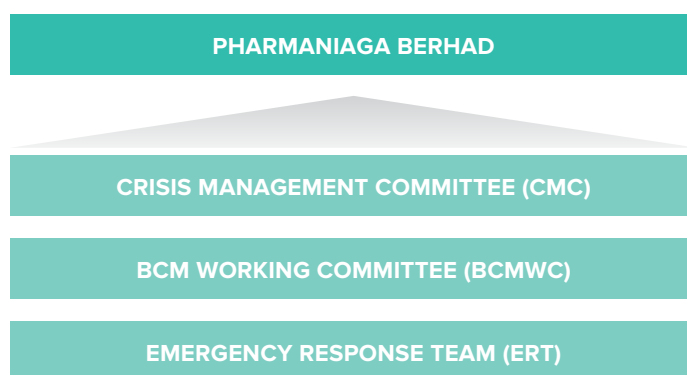 PHARMANIAGA BERHAD
CRISIS MANAGEMENT COMMITTEE (CMC)
BCM WORKING COMMITTEE (BCMWC)
EMERGENCY RESPONSE TEAM (ERT)